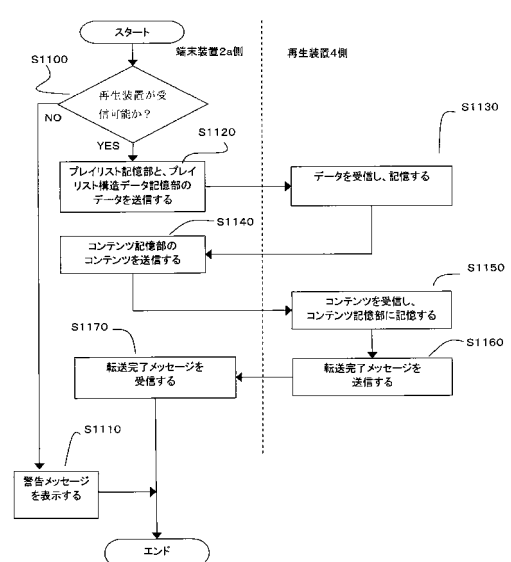 スタート
端末装置2a側
再生装置4側
S1100
再生装置が受
信可能か？
NO
YES
S1120
プレイリスト記憶部と、プレイ
リスト構造データ記憶部の
データを送信する
S1130
データを受信し、記憶する
S1140
コンテンツ記憶部の
コンテンツを送信する
S1150
コンテンツを受信し、
コンテンツ記憶部に記憶する
S1160
転送完了メッセージを
送信する
S1170
転送完了メッセージを
受信する
S1110
警告メッセージ
を表示する
エンド